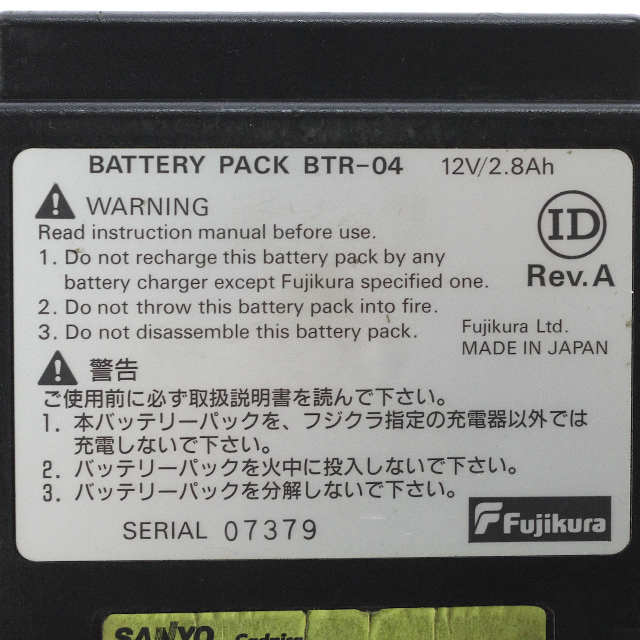 BATTERY PACK BTR-04 12V/2.8Ah
WARNING
Read instruction manual before use.
1. Do not recharge this battery pack by any
battery charger except Fujikura specified one.
2. Do not throw this battery pack into fire.
3. Do not disassemble this battery pack.
ID
Rev.A
Fujikura Ltd.
MADE IN JAPAN
警告
ご使用前に必ず取扱説明書を読んで下さい。
1. 本バッテリーパックを、フジクラ指定の充電器以外では
充電しないで下さい。
2. バッテリーパックを火中に投入しないで下さい。
3. バッテリーパックを分解しないで下さい。
SERIAL 07379
Fujikura
SANYO Cadnica